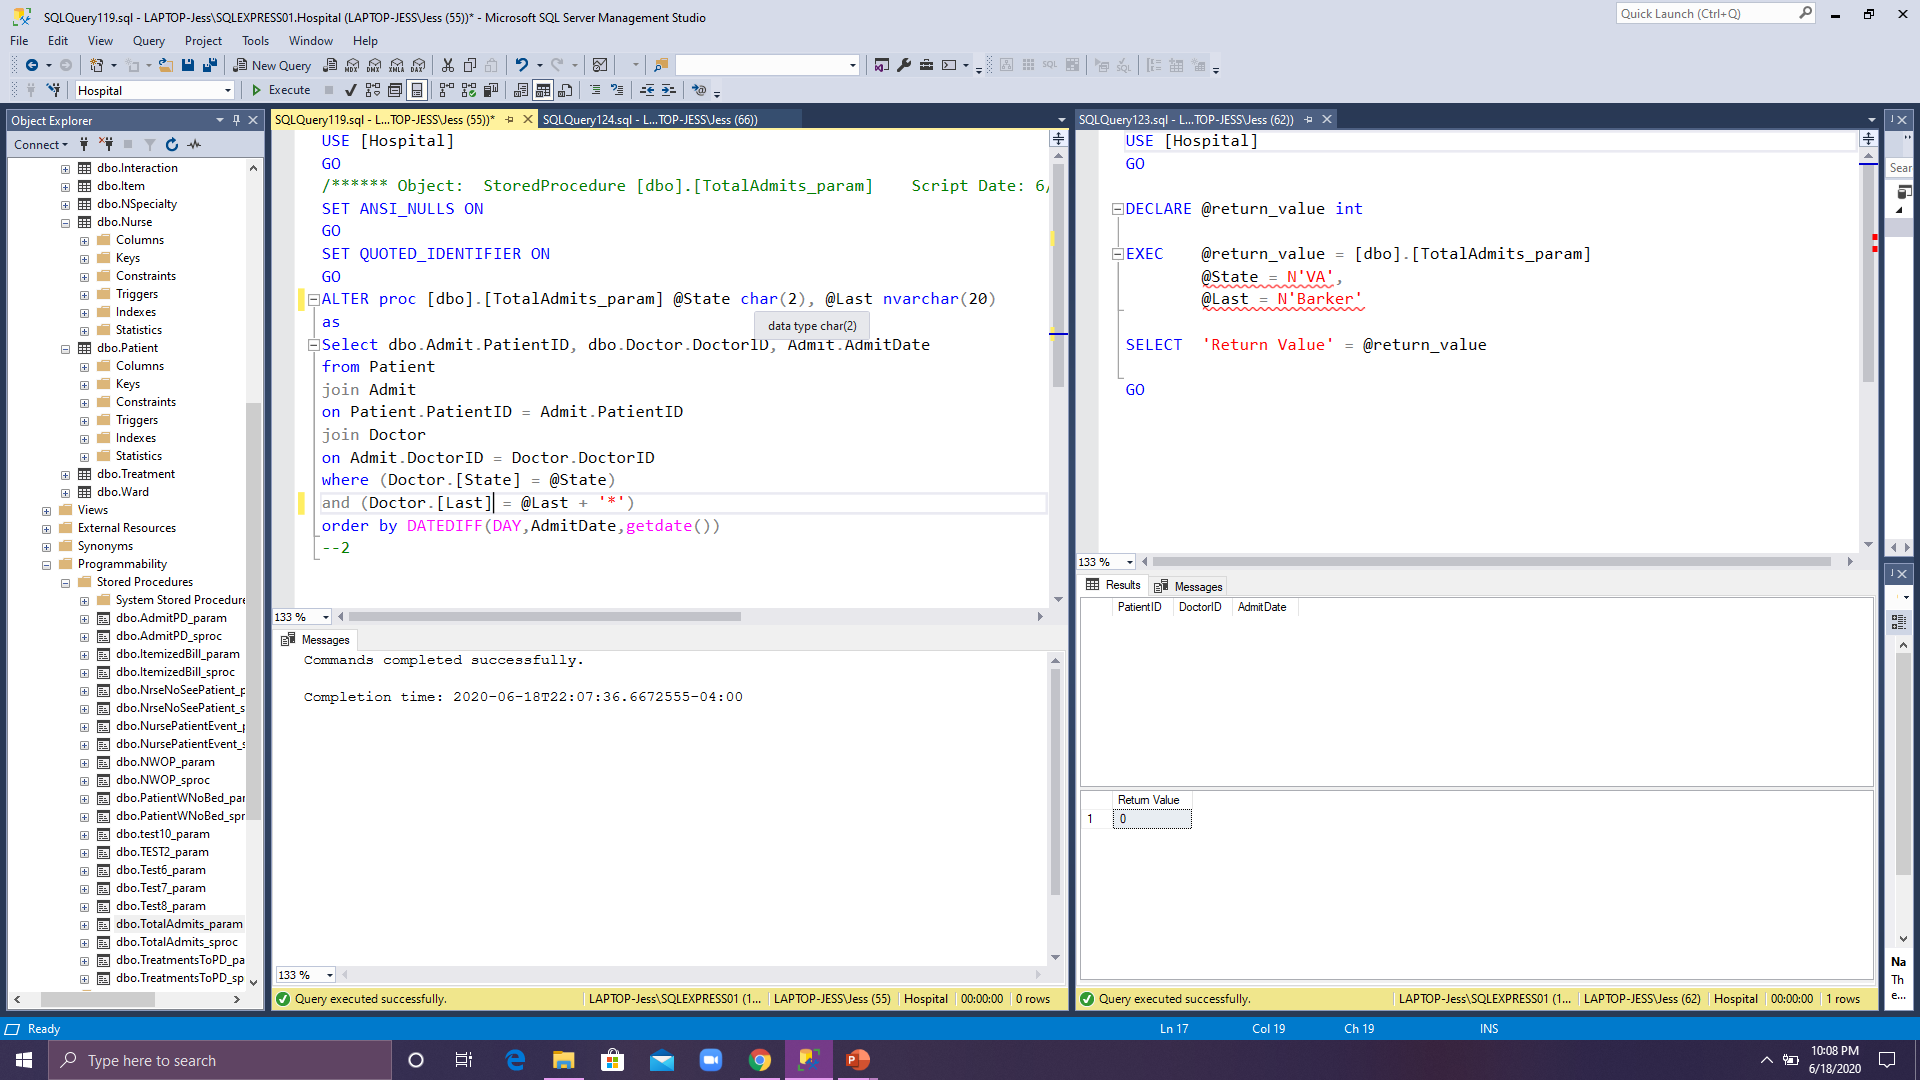 SQLQuery119.sql - LAPTOP-Jess\SQLEXPRESS01.Hospital (LAPTOP-JESS\Jess (55))* - Microsoft SQL Server Management Studio
Quick Launch (Ctrl+Q)
File Edit View Query Project Tools Window Help
New Query
Hospital
Execute
Object Explorer
Connect
dbo.Interaction
dbo.Item
dbo.NSpecialty
dbo.Nurse
Columns
Keys
Constraints
Triggers
Indexes
Statistics
dbo.Patient
Columns
Keys
Constraints
Triggers
Indexes
Statistics
dbo.Treatment
dbo.Ward
Views
External Resources
Synonyms
Programmability
Stored Procedures
System Stored Procedure
dbo.AdmitPD_param
dbo.AdmitPD_sproc
dbo.ItemizedBill_param
dbo.ItemizedBill_sproc
dbo.NrseNoSeePatient_p
dbo.NrseNoSeePatient_s
dbo.NursePatientEvent_p
dbo.NursePatientEvent_s
dbo.NWOP_param
dbo.NWOP_sproc
dbo.PatientWNoBed_par
dbo.PatientWNoBed_spr
dbo.test10_param
dbo.TEST2_param
dbo.Test6_param
dbo.Test7_param
dbo.Test8_param
dbo.TotalAdmits_param
dbo.TotalAdmits_sproc
dbo.TreatmentsToPD_pa
dbo.TreatmentsToPD_sp
SQLQuery119.sql - L...TOP-JESS\Jess (55))*
SQLQuery124.sql - L...TOP-JESS\Jess (66))
USE [Hospital]
GO
/****** Object:  StoredProcedure [dbo].[TotalAdmits_param]    Script Date: 6/
SET ANSI_NULLS ON
GO
SET QUOTED_IDENTIFIER ON
GO
ALTER proc [dbo].[TotalAdmits_param] @State char(2), @Last nvarchar(20)
as
data type char(2)
Select dbo.Admit.PatientID, dbo.Doctor.DoctorID, Admit.AdmitDate
from Patient
join Admit
on Patient.PatientID = Admit.PatientID
join Doctor
on Admit.DoctorID = Doctor.DoctorID
where (Doctor.[State] = @State)
and (Doctor.[Last] = @Last + '*')
order by DATEDIFF(DAY,AdmitDate,getdate())
--2
133 %
Messages
Commands completed successfully.
Completion time: 2020-06-18T22:07:36.6672555-04:00
133 %
Query executed successfully.
LAPTOP-Jess\SQLEXPRESS01 (1... LAPTOP-JESS\Jess (55) Hospital 00:00:00 0 rows
SQLQuery123.sql - L...TOP-JESS\Jess (62))
USE [Hospital]
GO
DECLARE @return_value int
EXEC    @return_value = [dbo].[TotalAdmits_param]
@State = N'VA',
@Last = N'Barker'
SELECT  'Return Value' = @return_value
GO
133 %
Results Messages
PatientID DoctorID AdmitDate
Return Value
1 0
Query executed successfully.
LAPTOP-Jess\SQLEXPRESS01 (1... LAPTOP-JESS\Jess (62) Hospital 00:00:00 1 rows
Sear
Na
Th
e...
Ready
Ln 17 Col 19 Ch 19 INS
Type here to search
10:08 PM
6/18/2020